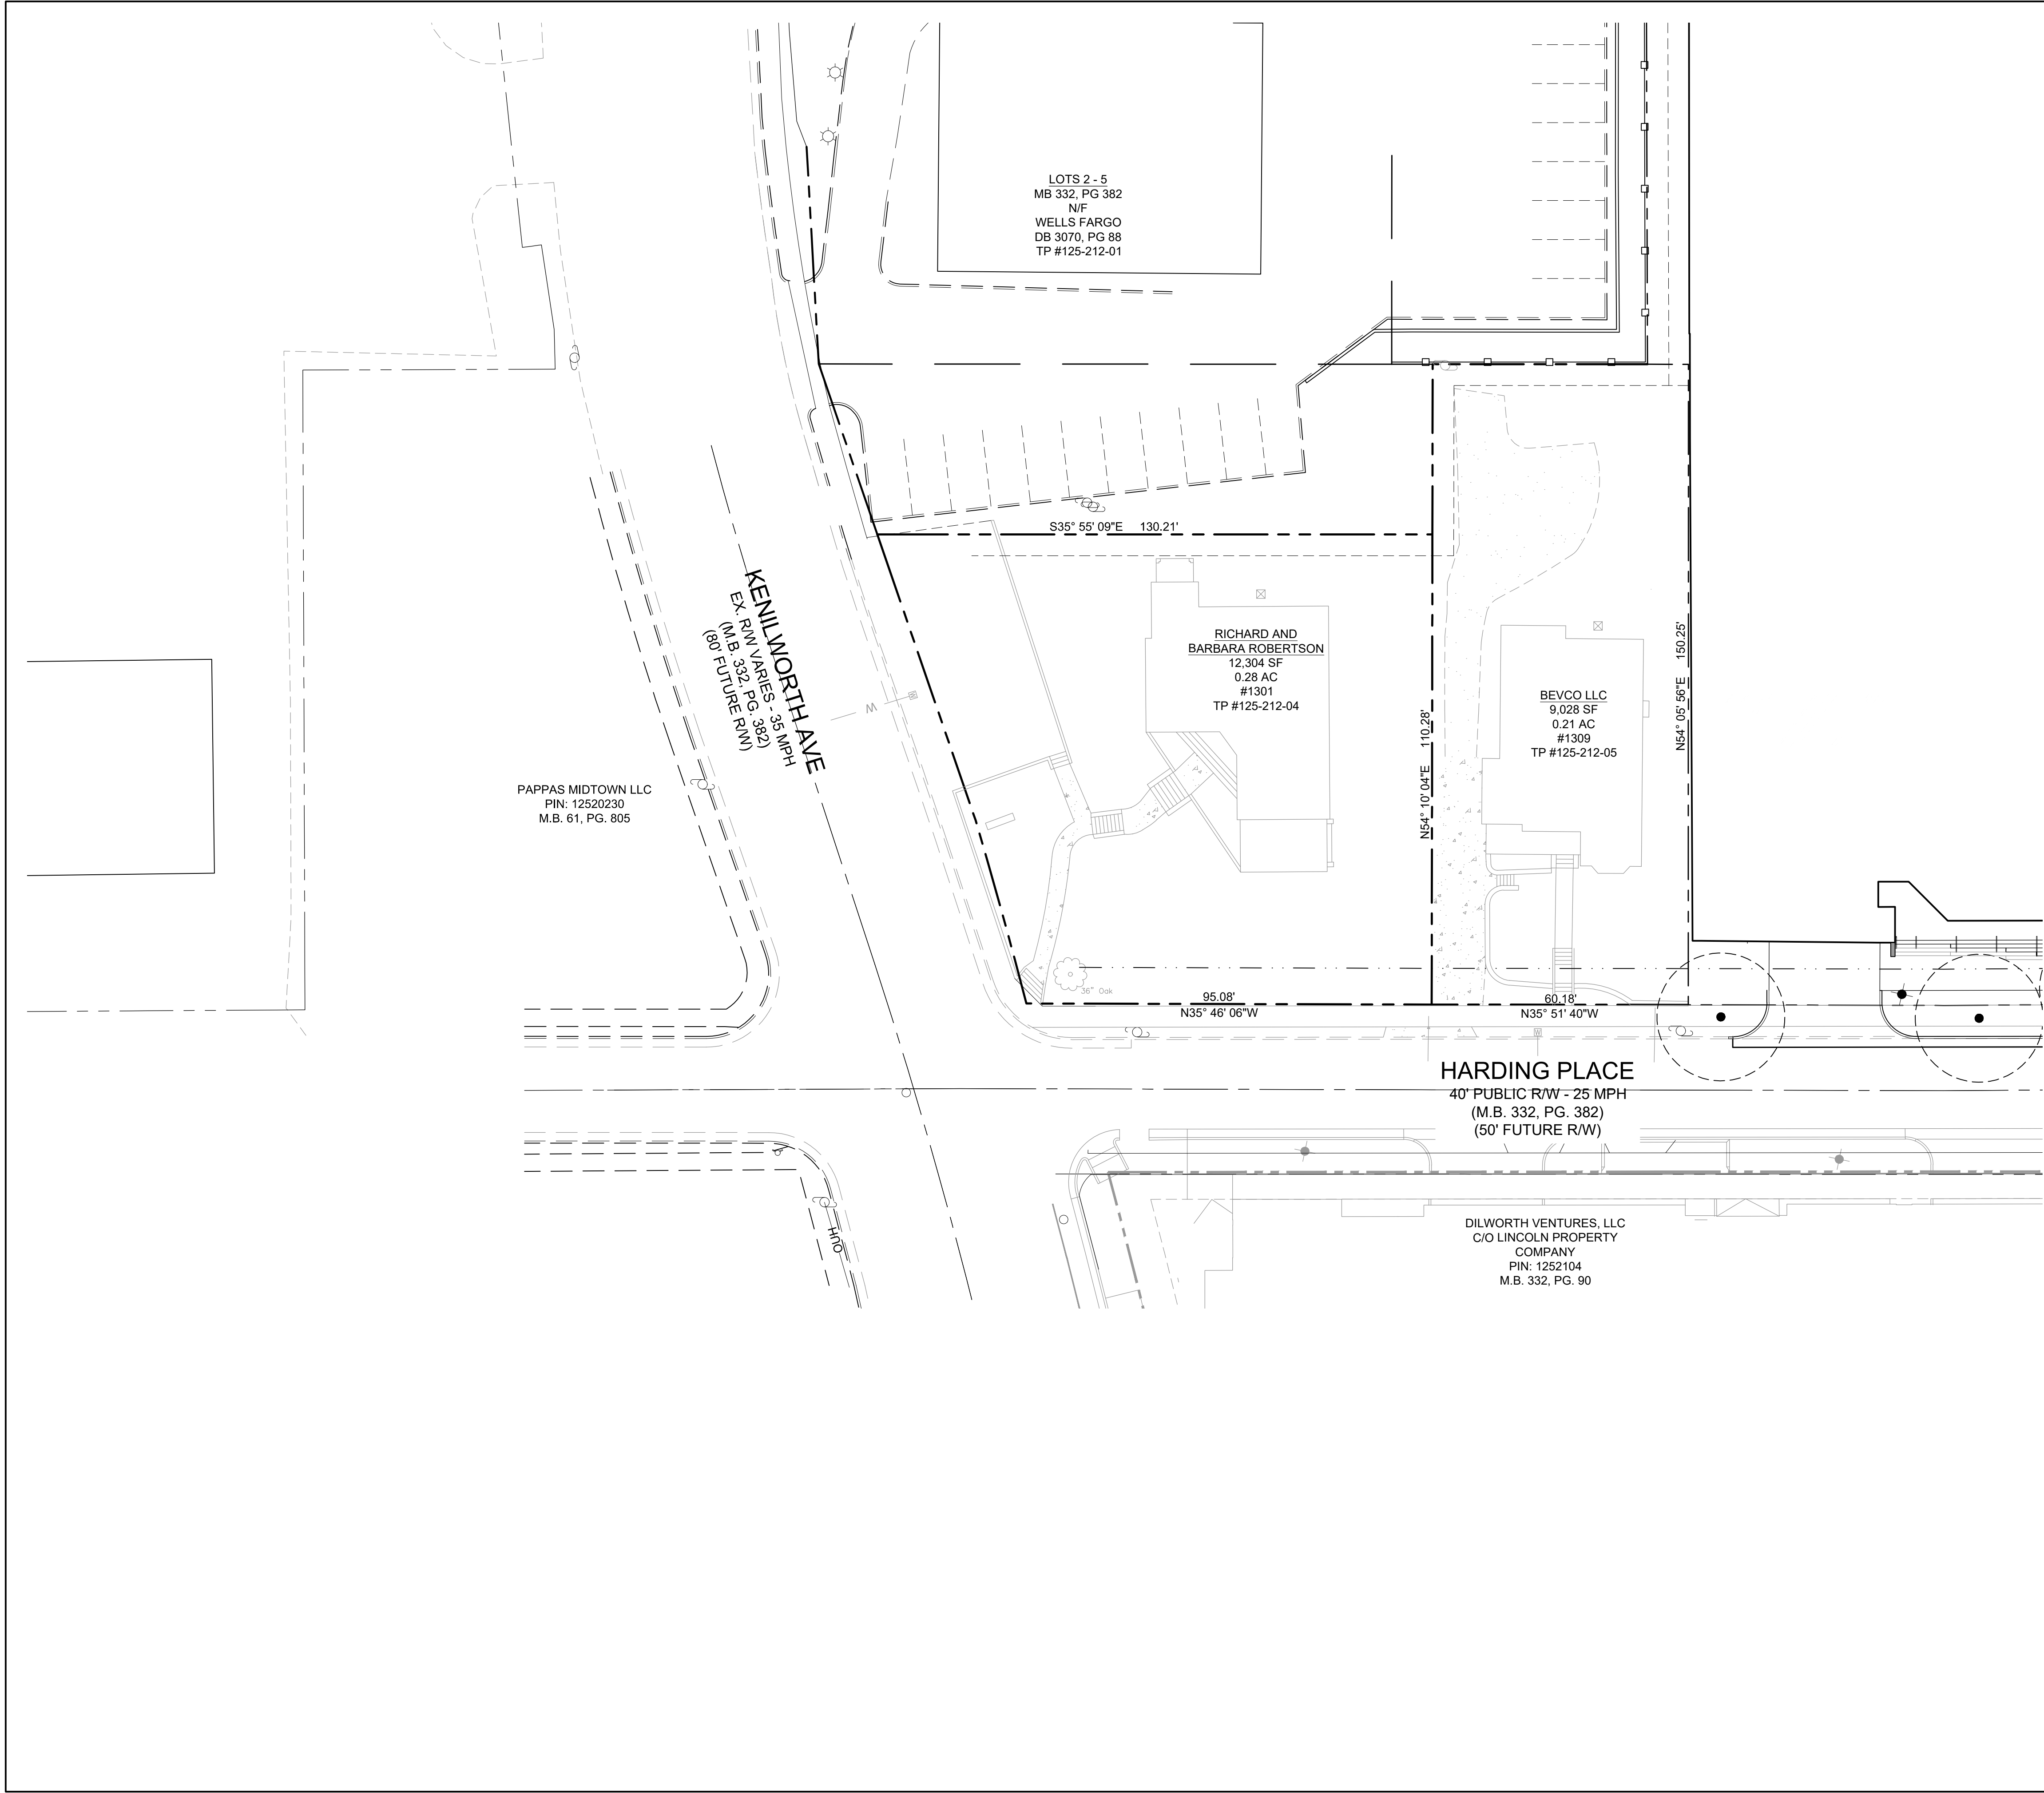 LOTS 2 - 5
MB 332, PG 382
N/F
WELLS FARGO
DB 3070, PG 88
TP #125-212-01
S35° 55' 09"E 130.21'
KENILWORTH AVE
EX. R/W VARIES - 35 MPH
(M.B. 332, PG. 382)
(80' FUTURE R/W)
W
RICHARD AND
BARBARA ROBERTSON
12,304 SF
0.28 AC
#1301
TP #125-212-04
N54° 10' 04"E 110.28'
BEVCO LLC
9,028 SF
0.21 AC
#1309
TP #125-212-05
N54° 05' 56"E 150.25'
PAPPAS MIDTOWN LLC
PIN: 12520230
M.B. 61, PG. 805
36" Oak
95.08'
N35° 46' 06"W
60.18'
N35° 51' 40"W
HARDING PLACE
40' PUBLIC R/W - 25 MPH
(M.B. 332, PG. 382)
(50' FUTURE R/W)
OUH
DILWORTH VENTURES, LLC
C/O LINCOLN PROPERTY
COMPANY
PIN: 1252104
M.B. 332, PG. 90